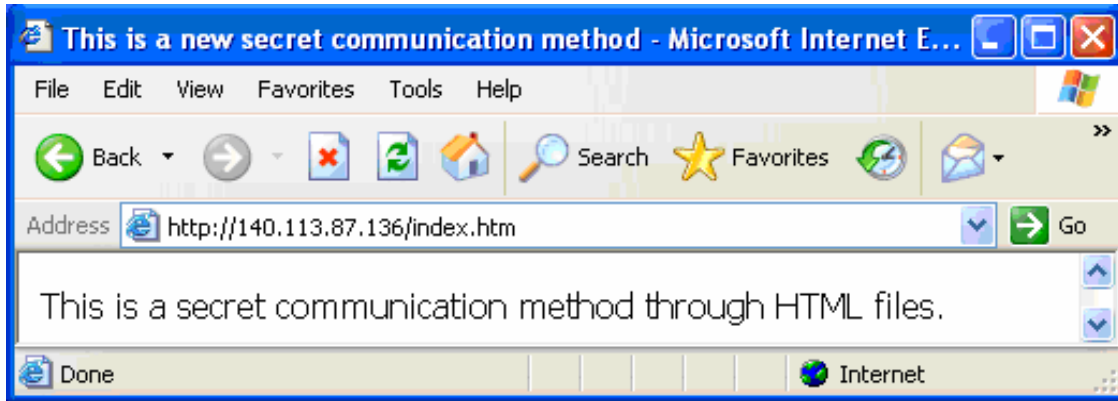 This is a new secret communication method - Microsoft Internet E...
File Edit View Favorites Tools Help
Back Search Favorites »
Address http://140.113.87.136/index.htm Go
This is a secret communication method through HTML files.
Done Internet